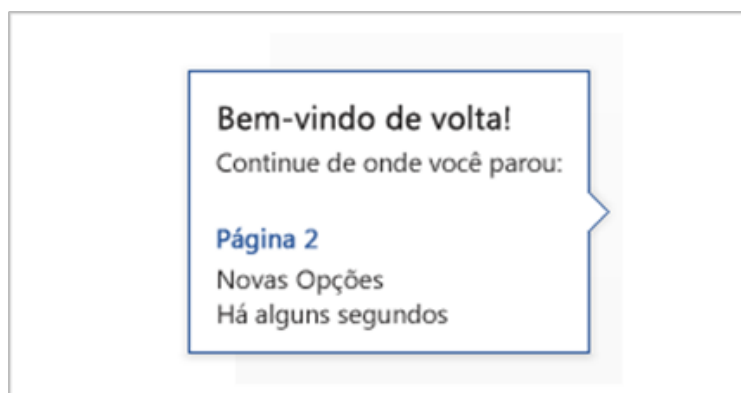 Bem-vindo de volta!
Continue de onde você parou:
Página 2
Novas Opções
Há alguns segundos